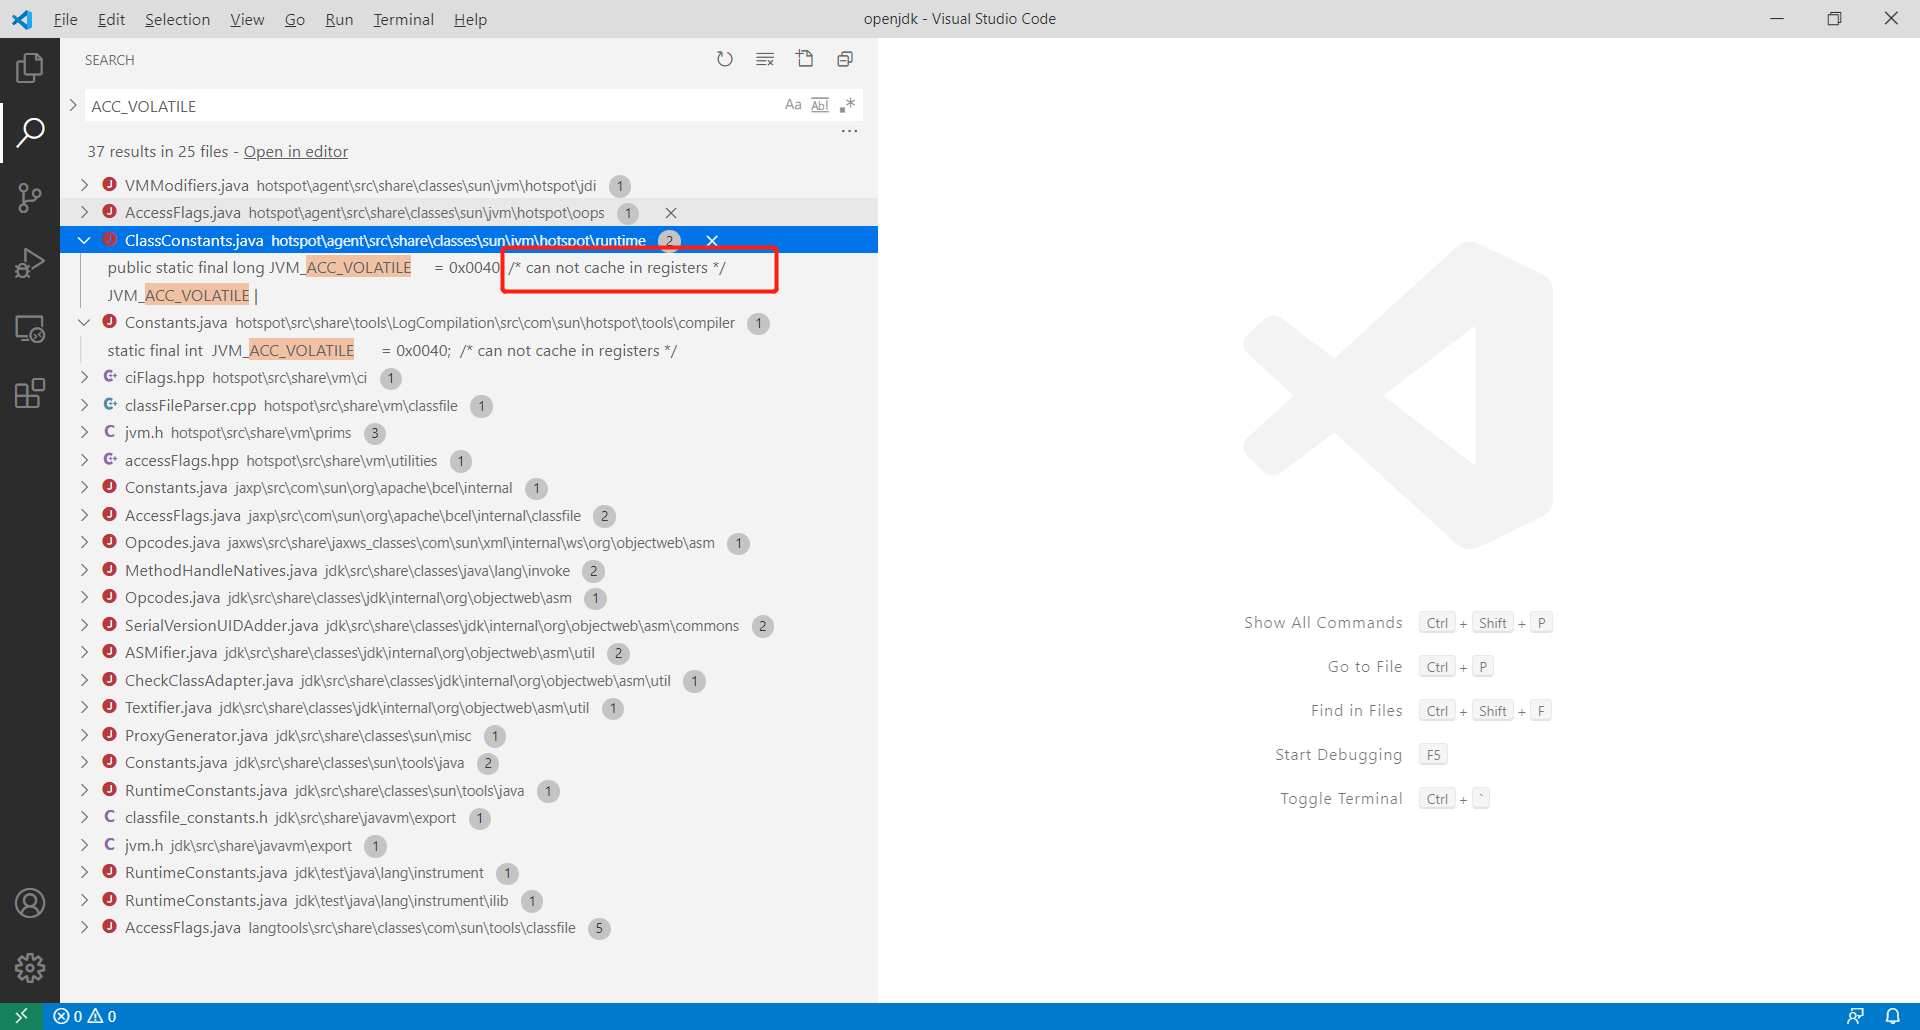 File Edit Selection View Go Run Terminal Help
openjdk - Visual Studio Code
SEARCH
ACC_VOLATILE
Aa Abl
37 results in 25 files - Open in editor
VMModifiers.java hotspot\agent\src\share\classes\sun\jvm\hotspot\jdi 1
AccessFlags.java hotspot\agent\src\share\classes\sun\jvm\hotspot\oops 1
ClassConstants.java hotspot\agent\src\share\classes\sun\jvm\hotspot\runtime 2
public static final long JVM_ACC_VOLATILE = 0x0040 /* can not cache in registers */
JVM_ACC_VOLATILE |
Constants.java hotspot\src\share\tools\LogCompilation\src\com\sun\hotspot\tools\compiler 1
static final int JVM_ACC_VOLATILE = 0x0040; /* can not cache in registers */
ciFlags.hpp hotspot\src\share\vm\ci 1
classFileParser.cpp hotspot\src\share\vm\classfile 1
jvm.h hotspot\src\share\vm\prims 3
accessFlags.hpp hotspot\src\share\vm\utilities 1
Constants.java jaxp\src\com\sun\org\apache\bcel\internal 1
AccessFlags.java jaxp\src\com\sun\org\apache\bcel\internal\classfile 2
Opcodes.java jaxws\src\share\jaxws_classes\com\sun\xml\internal\ws\org\objectweb\asm 1
MethodHandleNatives.java jdk\src\share\classes\java\lang\invoke 2
Opcodes.java jdk\src\share\classes\jdk\internal\org\objectweb\asm 1
SerialVersionUIDAdder.java jdk\src\share\classes\jdk\internal\org\objectweb\asm\commons 2
ASMifier.java jdk\src\share\classes\jdk\internal\org\objectweb\asm\util 2
CheckClassAdapter.java jdk\src\share\classes\jdk\internal\org\objectweb\asm\util 1
Textifier.java jdk\src\share\classes\jdk\internal\org\objectweb\asm\util 1
ProxyGenerator.java jdk\src\share\classes\sun\misc 1
Constants.java jdk\src\share\classes\sun\tools\java 2
RuntimeConstants.java jdk\src\share\classes\sun\tools\java 1
classfile_constants.h jdk\src\share\javavm\export 1
jvm.h jdk\src\share\javavm\export 1
RuntimeConstants.java jdk\test\java\lang\instrument 1
RuntimeConstants.java jdk\test\java\lang\instrument\ilib 1
AccessFlags.java langtools\src\share\classes\com\sun\tools\classfile 5
Show All Commands Ctrl + Shift + P
Go to File Ctrl + P
Find in Files Ctrl + Shift + F
Start Debugging F5
Toggle Terminal Ctrl + `
0 0